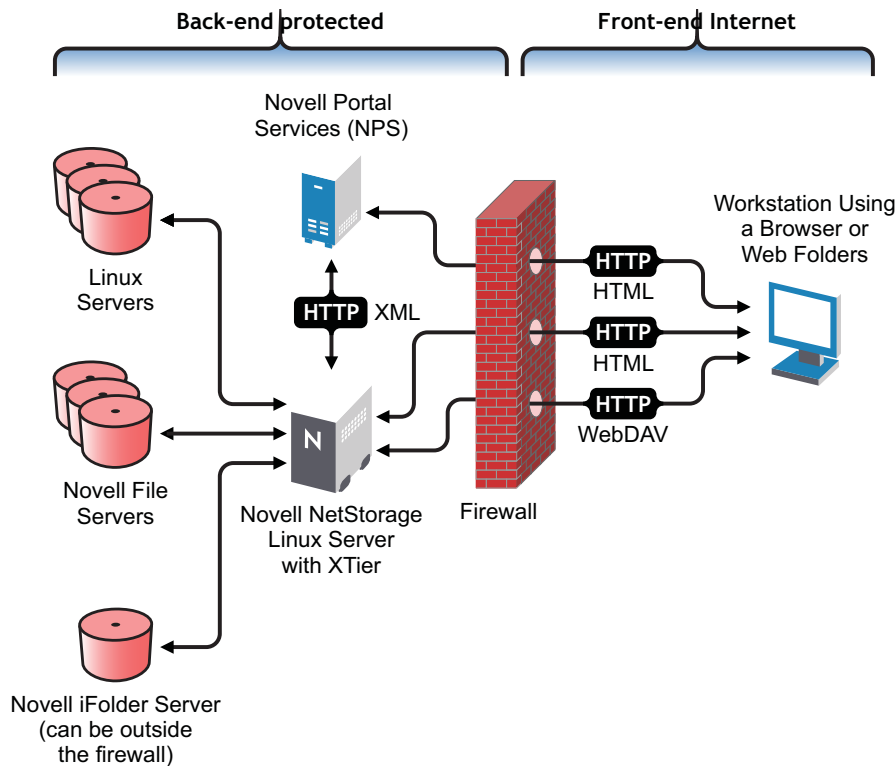 Back-end protected
Front-end Internet
Novell Portal
Services (NPS)
Linux
Servers
HTTP
XML
HTTP
HTML
HTTP
HTML
HTTP
WebDAV
Workstation Using
a Browser or
Web Folders
N
Novell File
Servers
Novell NetStorage
Linux Server
with XTier
Firewall
Novell iFolder Server
(can be outside
the firewall)